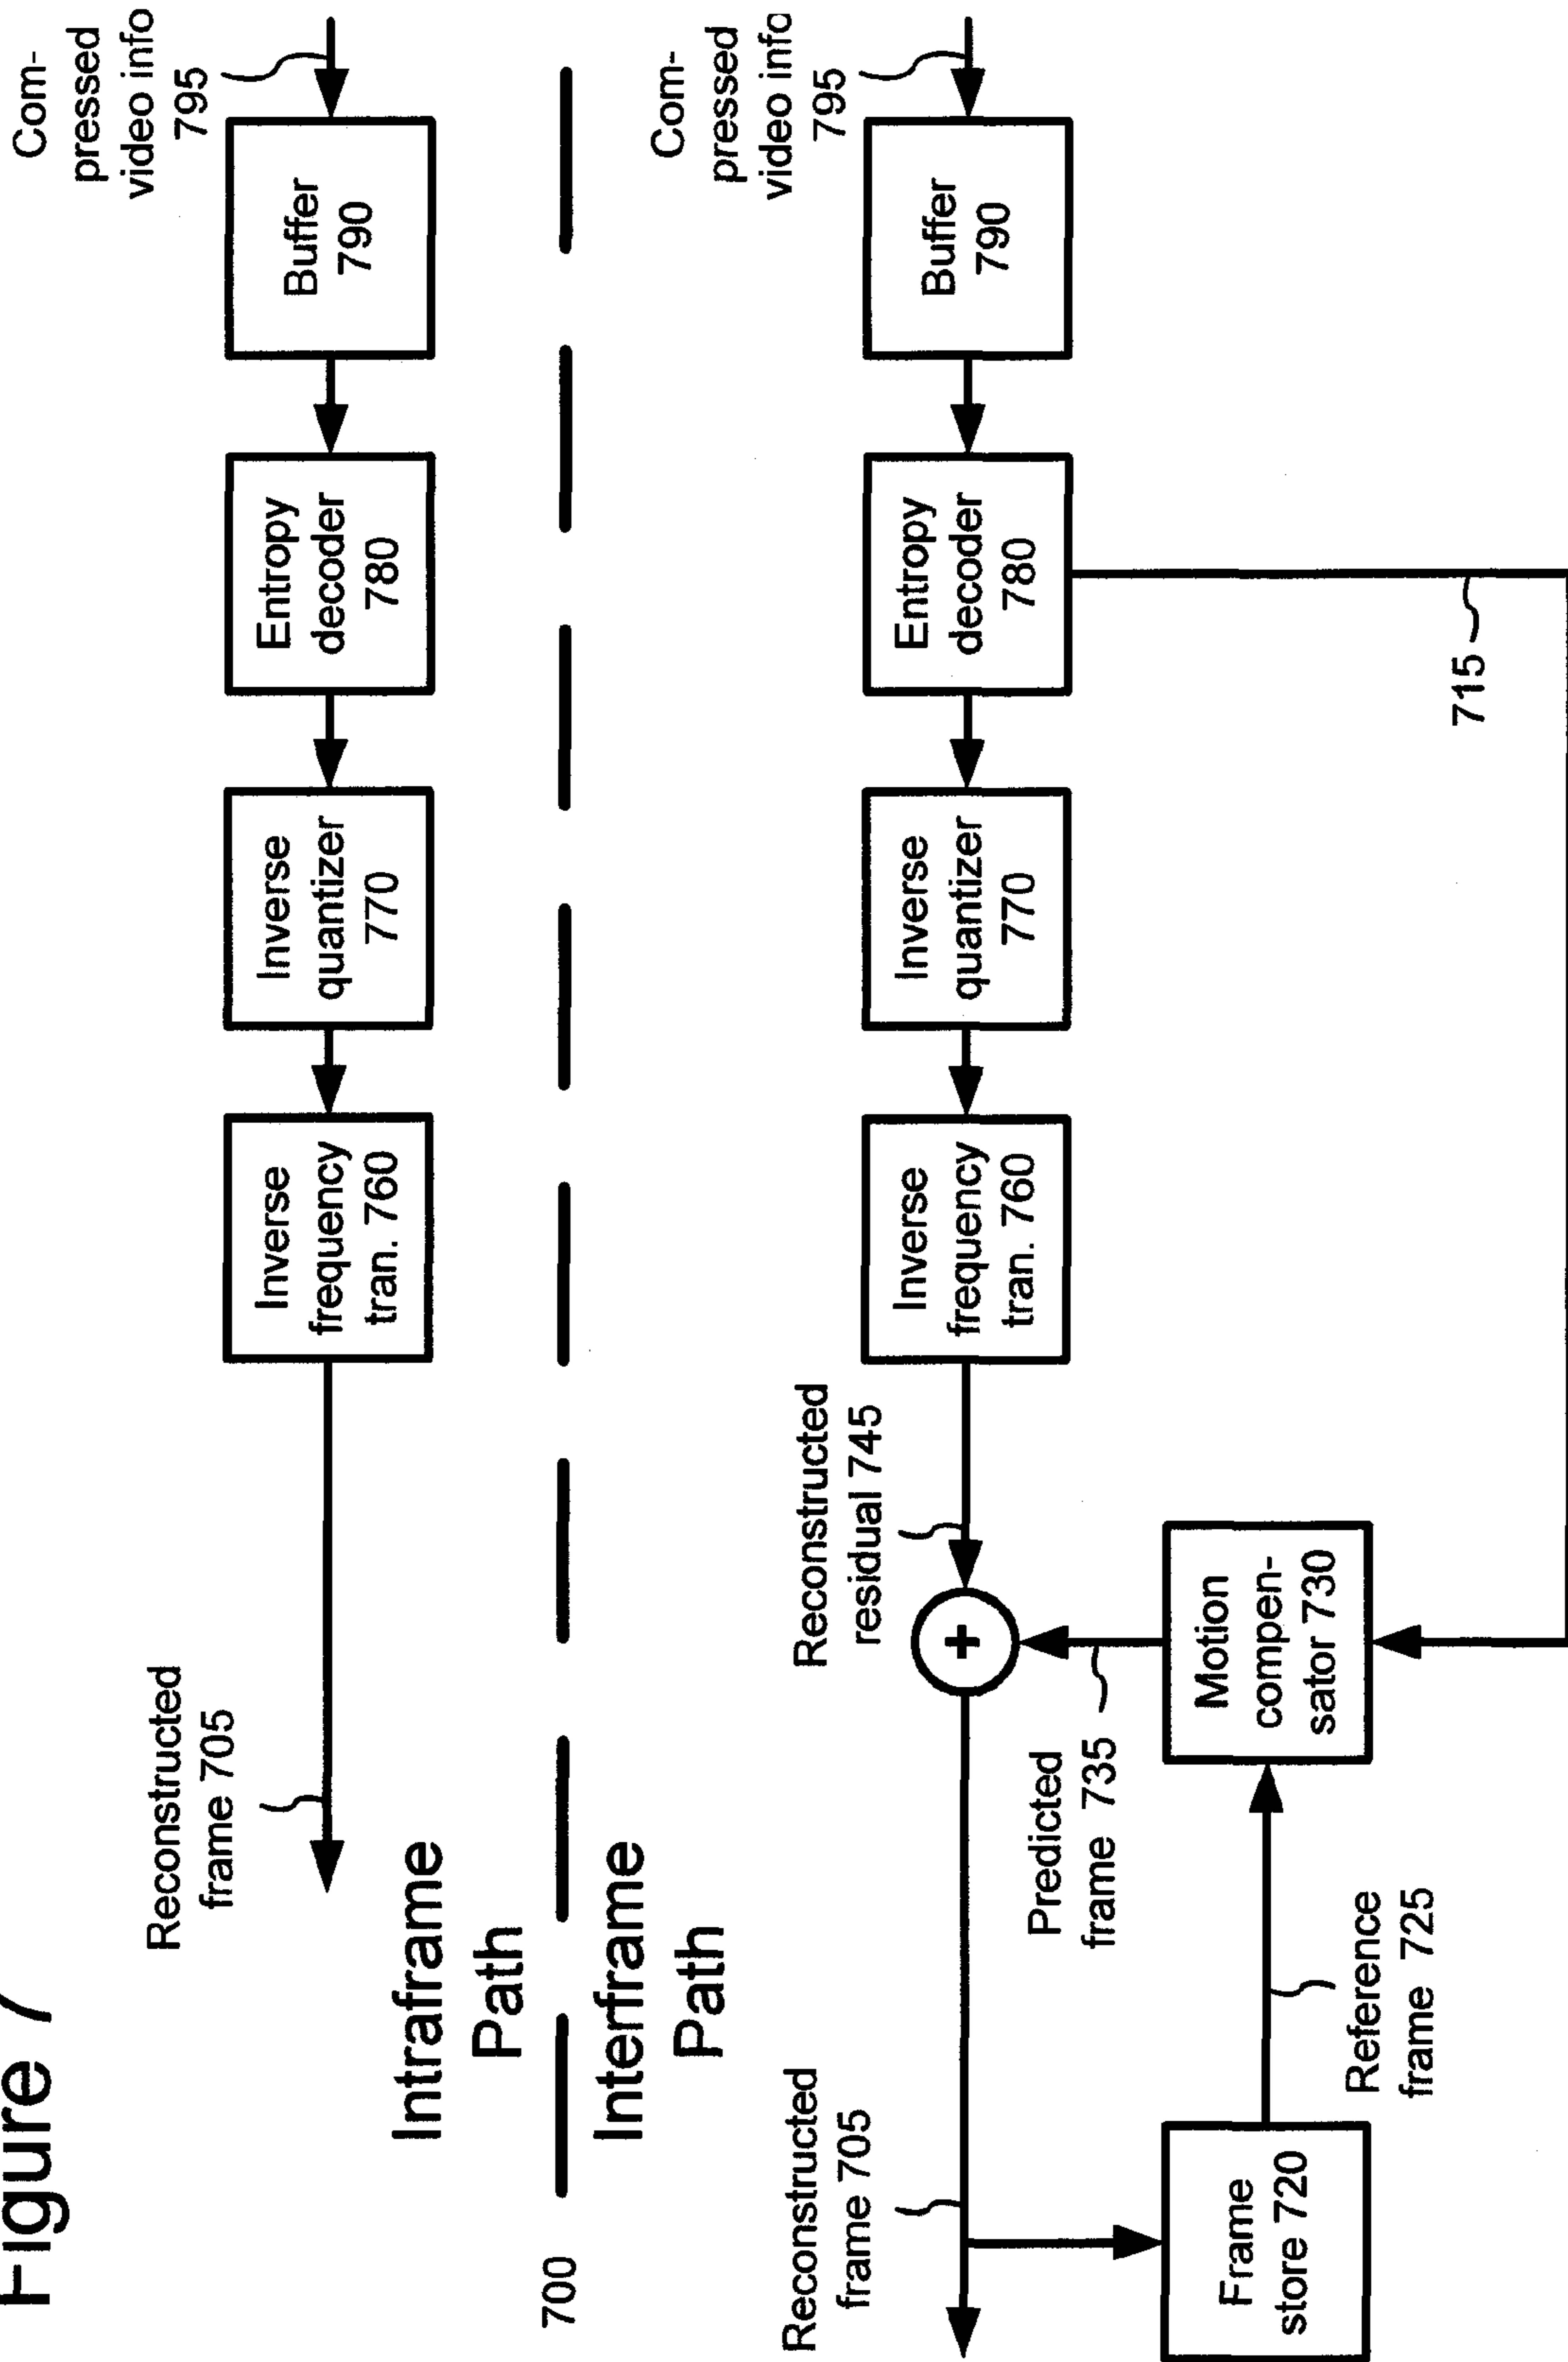 Figure 7
Reconstructed
frame 705
Inverse
frequency
tran. 760
Inverse
quantizer
770
Entropy
decoder
780
Buffer
790
Com-
pressed
video info
795
Intraframe
Path
700
Interframe
Path
Reconstructed
frame 705
Reconstructed
residual 745
Inverse
frequency
tran. 760
Inverse
quantizer
770
Entropy
decoder
780
Buffer
790
Com-
pressed
video info
795
+
Predicted
frame 735
Frame
store 720
Reference
frame 725
Motion
compen-
sator 730
715